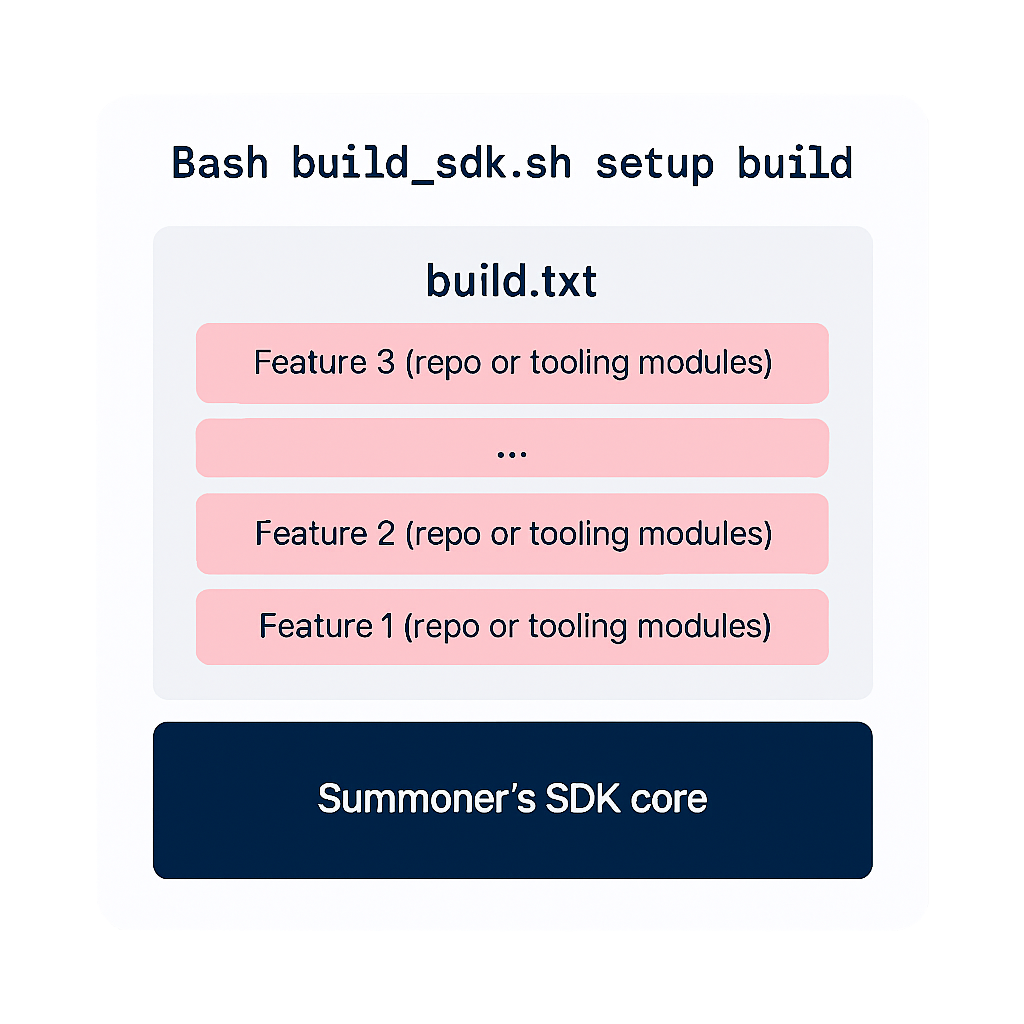 Bash build_sdk.sh setup build
build.txt
Feature 3 (repo or tooling modules)
...
Feature 2 (repo or tooling modules)
Feature 1 (repo or tooling modules)
Summoner’s SDK core